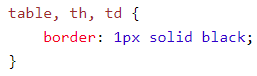 table, th, td {
    border: 1px solid black;
}